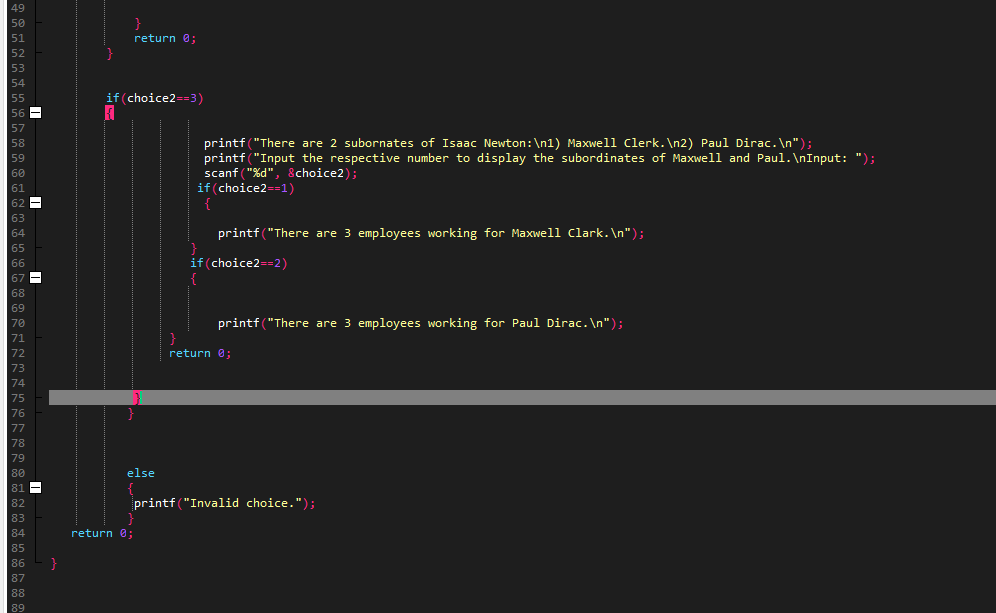 49
50 }
51 return 0;
52 }
53
54
55 if(choice2==3)
56 {
57
58 printf("There are 2 subornates of Isaac Newton:\n1) Maxwell Clerk.\n2) Paul Dirac.\n");
59 printf("Input the respective number to display the subordinates of Maxwell and Paul.\nInput: ");
60 scanf("%d", &choice2);
61 if(choice2==1)
62 {
63
64 printf("There are 3 employees working for Maxwell Clark.\n");
65 }
66 if(choice2==2)
67 {
68
69
70 printf("There are 3 employees working for Paul Dirac.\n");
71 }
72 return 0;
73
74
75 }
76 }
77
78
79
80 else
81 {
82 printf("Invalid choice.");
83 }
84 return 0;
85
86 }
87
88
89